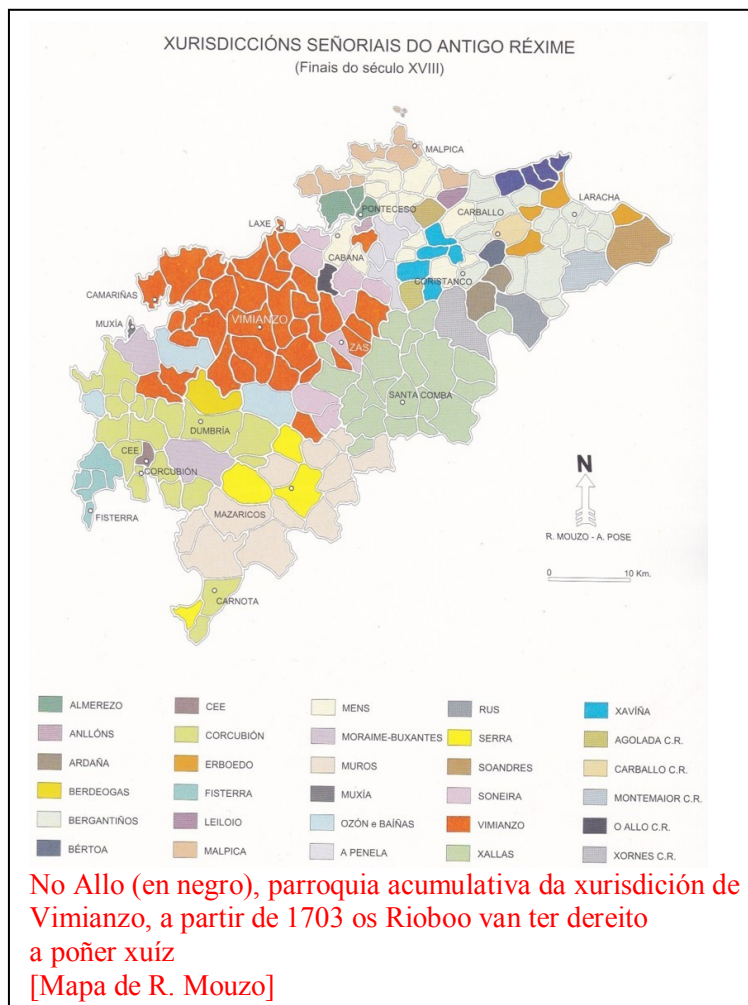 XURISDICCIÓNS SEÑORIAIS DO ANTIGO RÉXIME
(Finais do século XVIII)
MALPICA
PONTECESO
LARACHA
CARBALLO
LAXE
CABANA
CORISTANCO
CAMARIÑAS
VIMIANZO
MUXÍA
ZAS
SANTA COMBA
DUMBRÍA
CEE
CORCUBIÓN
N
FISTERRA
MAZARICOS
R. MOUZO - A. POSE
0 10 Km.
CARNOTA
ALMEREZO CEE MENS RUS XAVÍÑA
ANLLÓNS CORCUBIÓN MORAIME-BUXANTES SERRA AGOLADA C.R.
ARDAÑA ERBOEDO MUROS SOANDRES CARBALLO C.R.
BERDEOGAS FISTERRA MUXÍA SONEIRA MONTEMAIOR C.R.
BERGANTIÑOS LEILOIO OZÓN e BAÍÑAS VIMIANZO O ALLO C.R.
BÉRTOA MALPICA A PENELA XALLAS XORNES C.R.
No Allo (en negro), parroquia acumulativa da xurisdición de
Vimianzo, a partir de 1703 os Rioboo van ter dereito
a poñer xuíz
[Mapa de R. Mouzo]